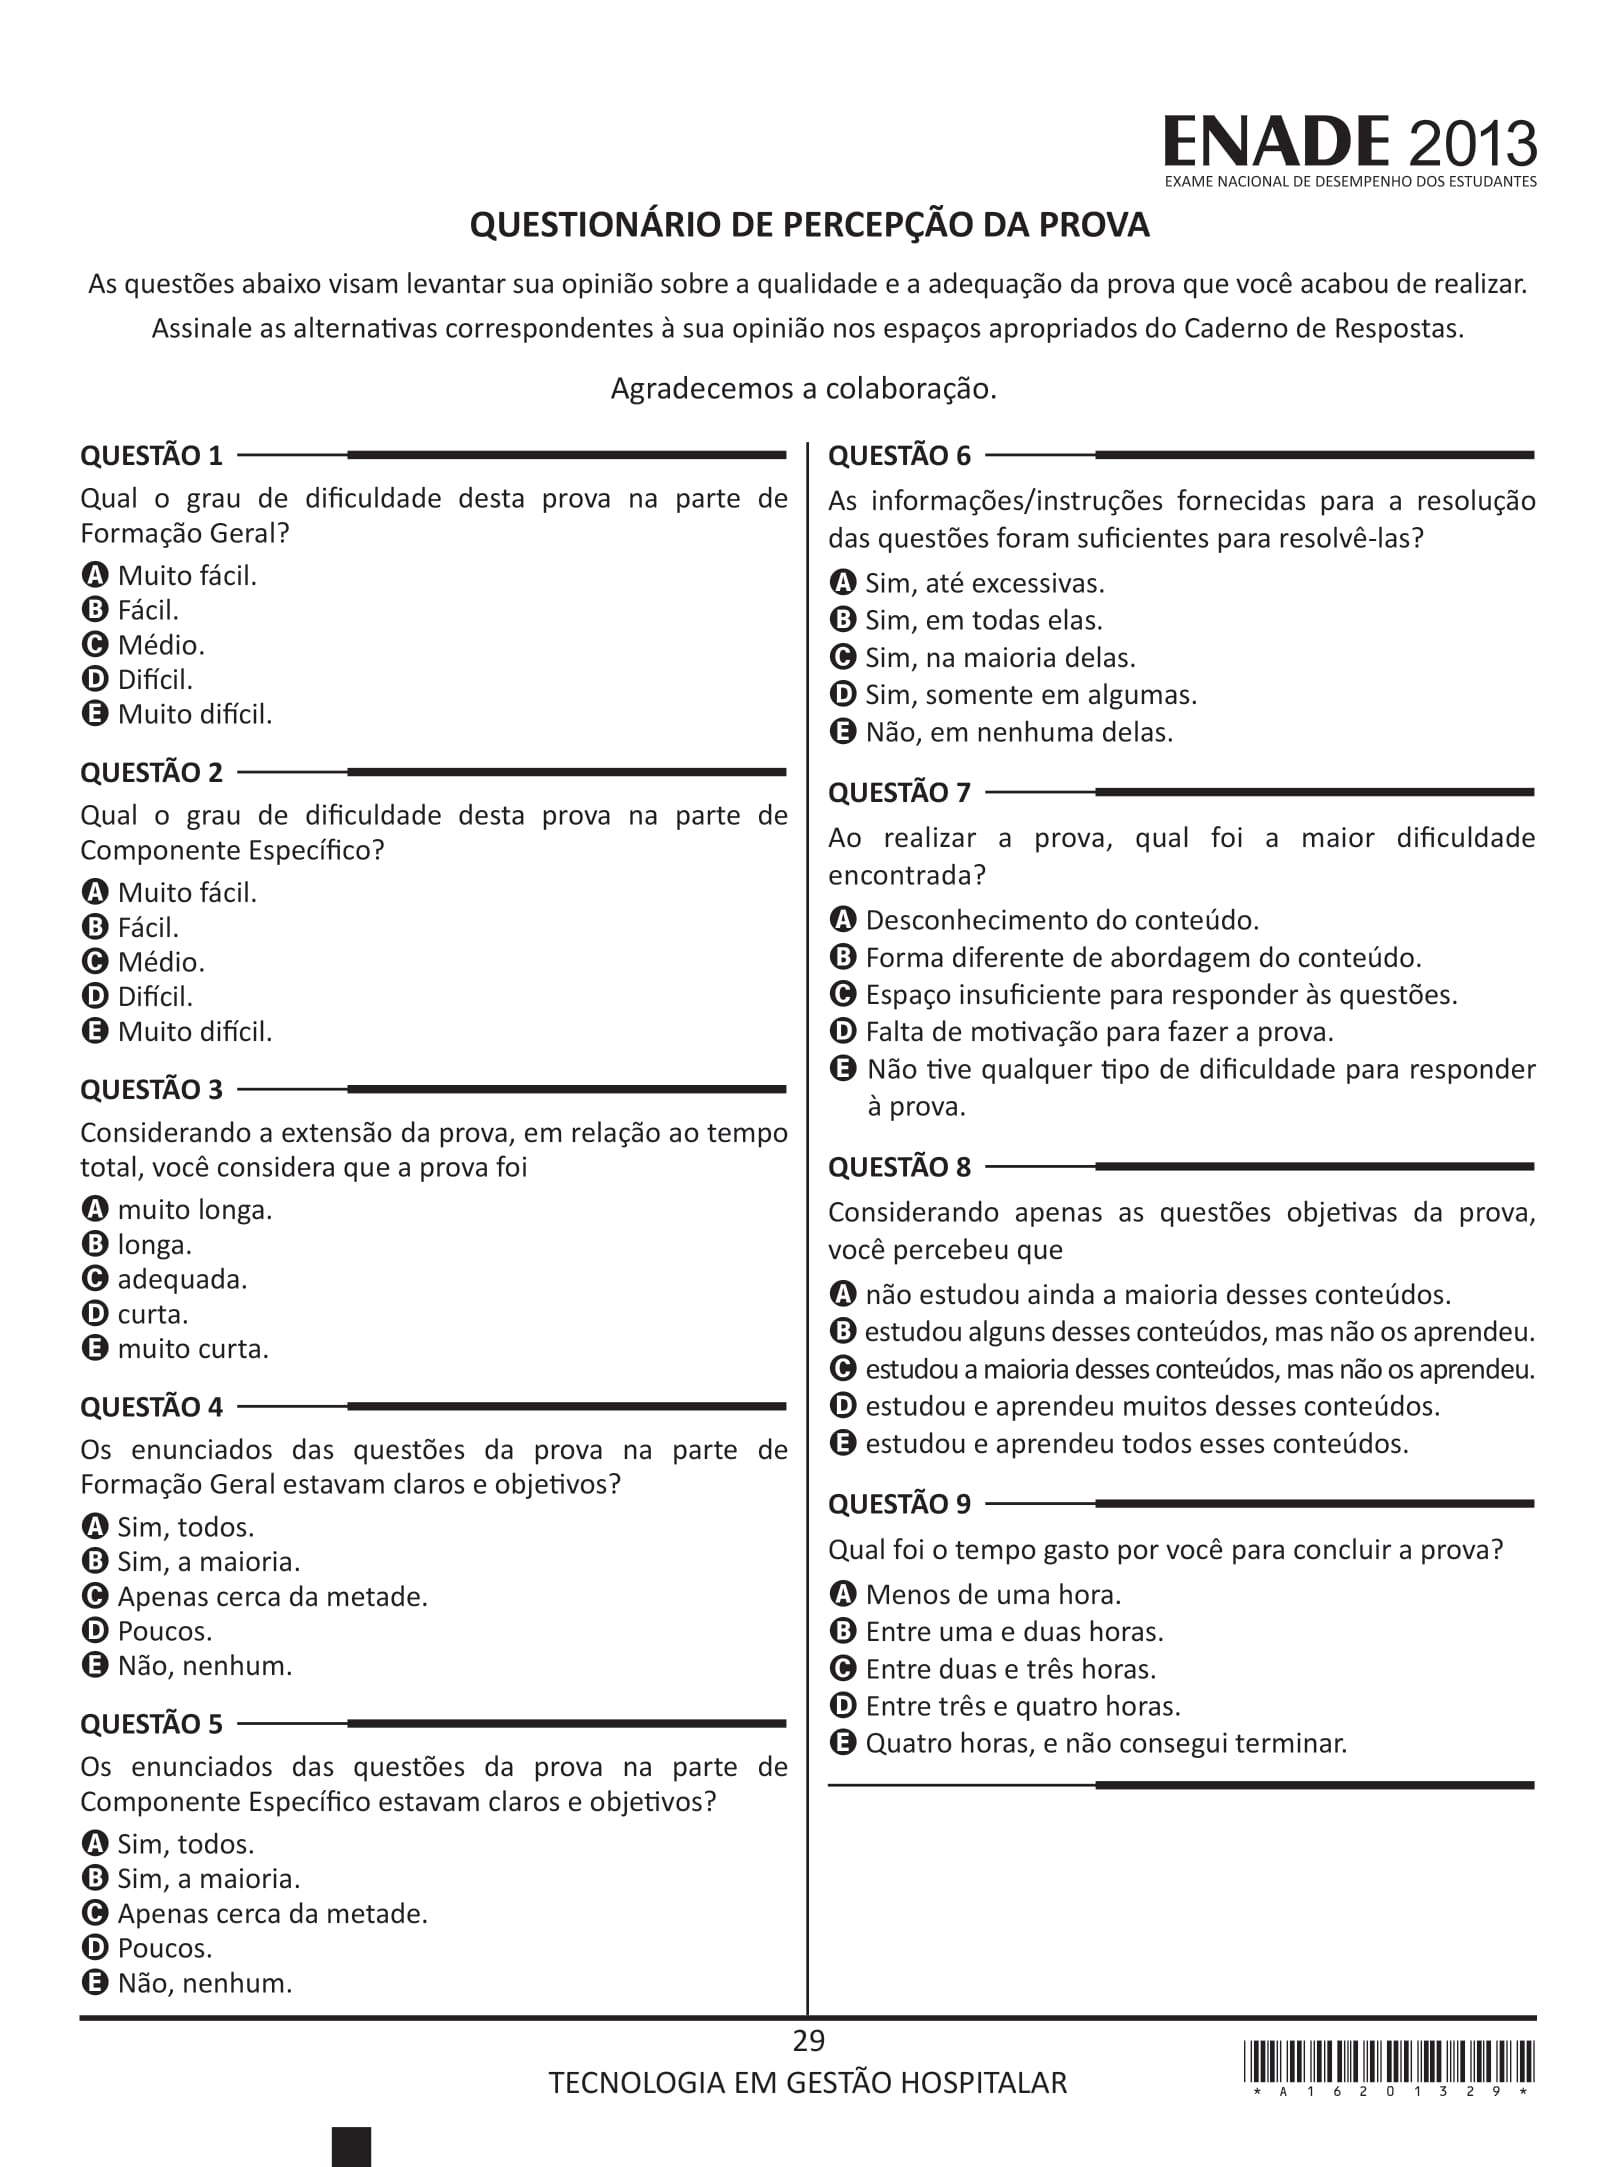 ENADE 2013
EXAME NACIONAL DE DESEMPENHO DOS ESTUDANTES
QUESTIONÁRIO DE PERCEPÇÃO DA PROVA
As questões abaixo visam levantar sua opinião sobre a qualidade e a adequação da prova que você acabou de realizar.
Assinale as alternativas correspondentes à sua opinião nos espaços apropriados do Caderno de Respostas.
Agradecemos a colaboração.
QUESTÃO 1
Qual o grau de dificuldade desta prova na parte de
Formação Geral?
A Muito fácil.
B Fácil.
C Médio.
D Difícil.
E Muito difícil.
QUESTÃO 2
Qual o grau de dificuldade desta prova na parte de
Componente Específico?
A Muito fácil.
B Fácil.
C Médio.
D Difícil.
E Muito difícil.
QUESTÃO 3
Considerando a extensão da prova, em relação ao tempo
total, você considera que a prova foi
A muito longa.
B longa.
C adequada.
D curta.
E muito curta.
QUESTÃO 4
Os enunciados das questões da prova na parte de
Formação Geral estavam claros e objetivos?
A Sim, todos.
B Sim, a maioria.
C Apenas cerca da metade.
D Poucos.
E Não, nenhum.
QUESTÃO 5
Os enunciados das questões da prova na parte de
Componente Específico estavam claros e objetivos?
A Sim, todos.
B Sim, a maioria.
C Apenas cerca da metade.
D Poucos.
E Não, nenhum.
QUESTÃO 6
As informações/instruções fornecidas para a resolução
das questões foram suficientes para resolvê-las?
A Sim, até excessivas.
B Sim, em todas elas.
C Sim, na maioria delas.
D Sim, somente em algumas.
E Não, em nenhuma delas.
QUESTÃO 7
Ao realizar a prova, qual foi a maior dificuldade
encontrada?
A Desconhecimento do conteúdo.
B Forma diferente de abordagem do conteúdo.
C Espaço insuficiente para responder às questões.
D Falta de motivação para fazer a prova.
E Não tive qualquer tipo de dificuldade para responder
à prova.
QUESTÃO 8
Considerando apenas as questões objetivas da prova,
você percebeu que
A não estudou ainda a maioria desses conteúdos.
B estudou alguns desses conteúdos, mas não os aprendeu.
C estudou a maioria desses conteúdos, mas não os aprendeu.
D estudou e aprendeu muitos desses conteúdos.
E estudou e aprendeu todos esses conteúdos.
QUESTÃO 9
Qual foi o tempo gasto por você para concluir a prova?
A Menos de uma hora.
B Entre uma e duas horas.
C Entre duas e três horas.
D Entre três e quatro horas.
E Quatro horas, e não consegui terminar.
29
TECNOLOGIA EM GESTÃO HOSPITALAR
* A 1 6 2 0 1 3 2 9 *